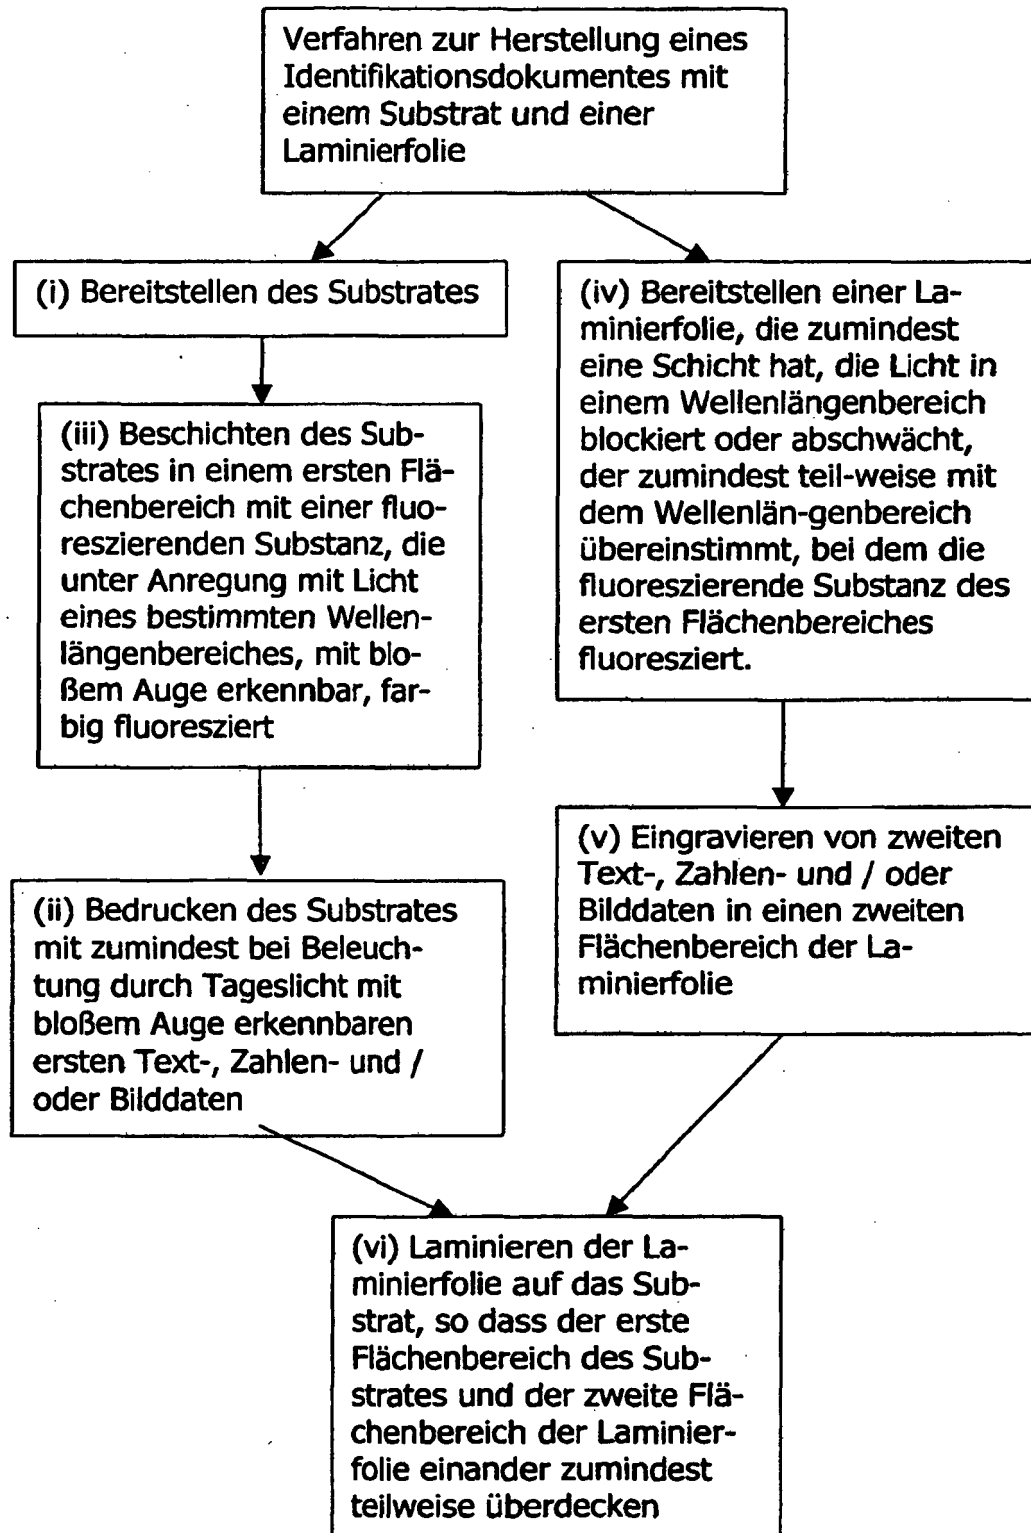 Verfahren zur Herstellung eines
Identifikationsdokumentes mit
einem Substrat und einer
Laminierfolie
(i) Bereitstellen des Substrates
(iii) Beschichten des Sub-
strates in einem ersten Flä-
chenbereich mit einer fluo-
reszierenden Substanz, die
unter Anregung mit Licht
eines bestimmten Wellen-
längenbereiches, mit blo-
ßem Auge erkennbar, far-
big fluoresziert
(ii) Bedrucken des Substrates
mit zumindest bei Beleuch-
tung durch Tageslicht mit
bloßem Auge erkennbaren
ersten Text-, Zahlen- und /
oder Bilddaten
(iv) Bereitstellen einer La-
minierfolie, die zumindest
eine Schicht hat, die Licht in
einem Wellenlängenbereich
blockiert oder abschwächt,
der zumindest teil-weise mit
dem Wellenlän-genbereich
übereinstimmt, bei dem die
fluoreszierende Substanz des
ersten Flächenbereiches
fluoresziert.
(v) Eingravieren von zweiten
Text-, Zahlen- und / oder
Bilddaten in einen zweiten
Flächenbereich der La-
minierfolie
(vi) Laminieren der La-
minierfolie auf das Sub-
strat, so dass der erste
Flächenbereich des Sub-
strates und der zweite Flä-
chenbereich der Laminier-
folie einander zumindest
teilweise überdecken